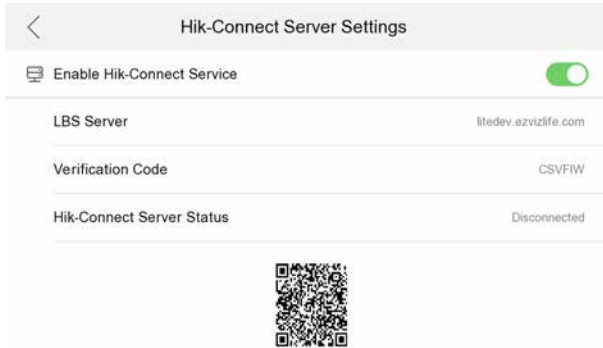 Hik-Connect Server Settings
Enable Hik-Connect Service
LBS Server litedev.ezvizlife.com
Verification Code CSVFIW
Hik-Connect Server Status Disconnected